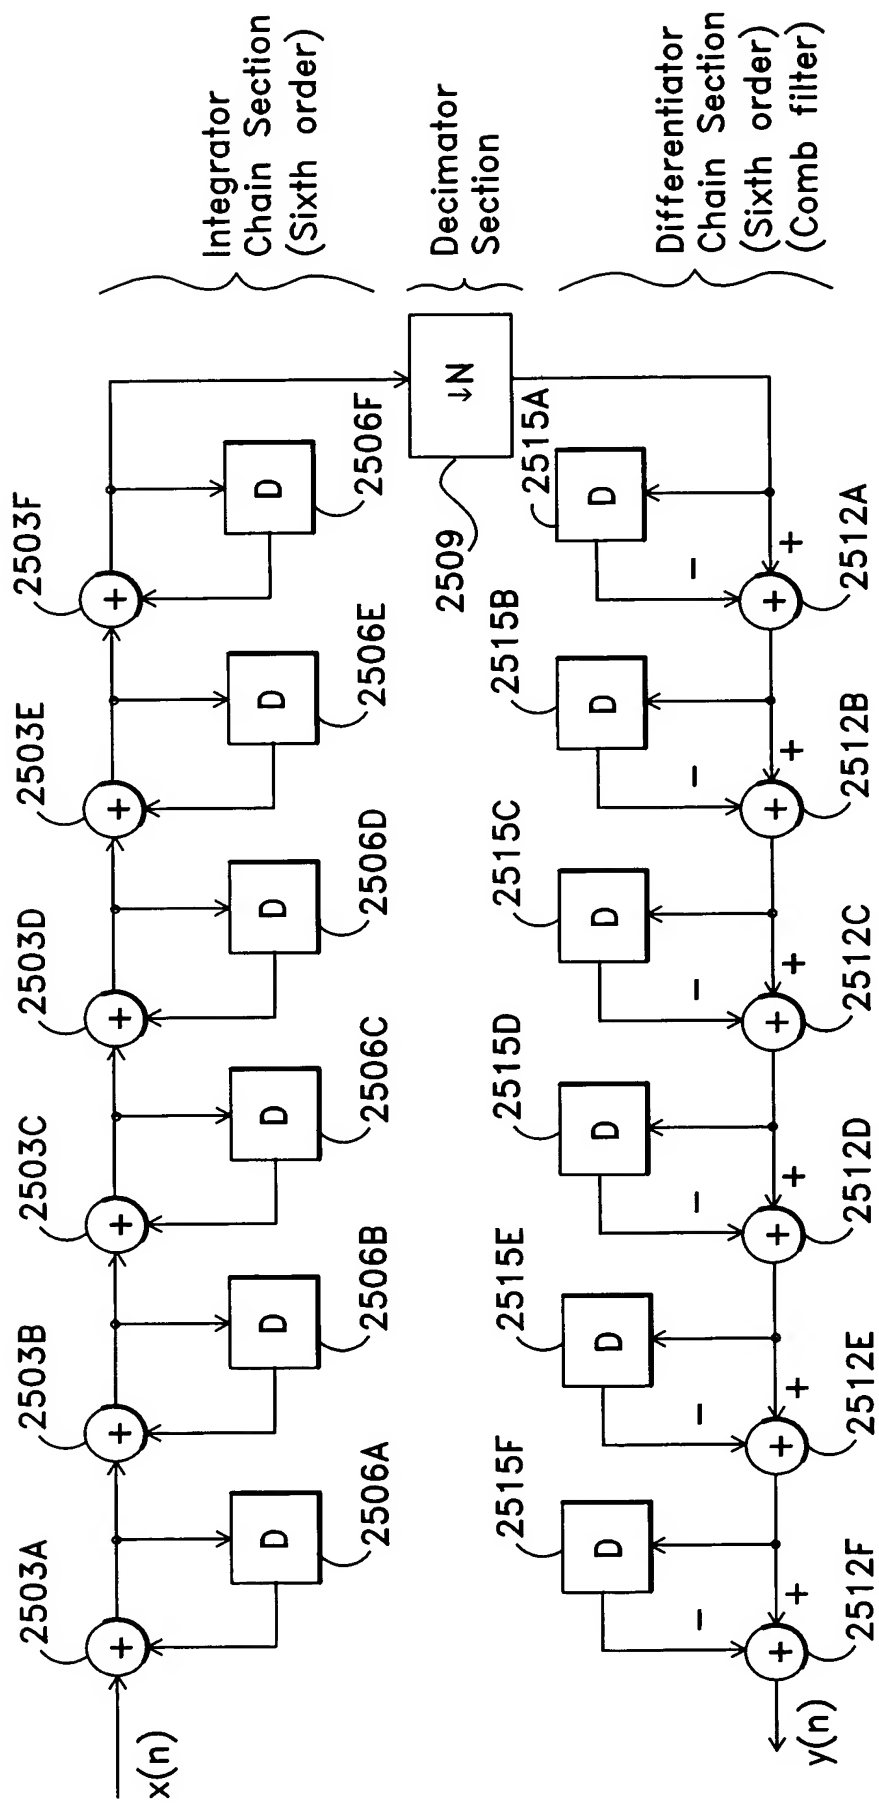 2503A
2503B
2503C
2503D
2503E
2503F
+
+
+
+
+
+
x(n)
D
D
D
D
D
D
2506A
2506B
2506C
2506D
2506E
2506F
Integrator
Chain Section
(Sixth order)
2509
↓N
Decimator
Section
2515F
2515E
2515D
2515C
2515B
2515A
D
D
D
D
D
D
−
−
−
−
−
−
+
+
+
+
+
+
+
+
+
+
+
+
y(n)
2512F
2512E
2512D
2512C
2512B
2512A
Differentiator
Chain Section
(Sixth order)
(Comb filter)